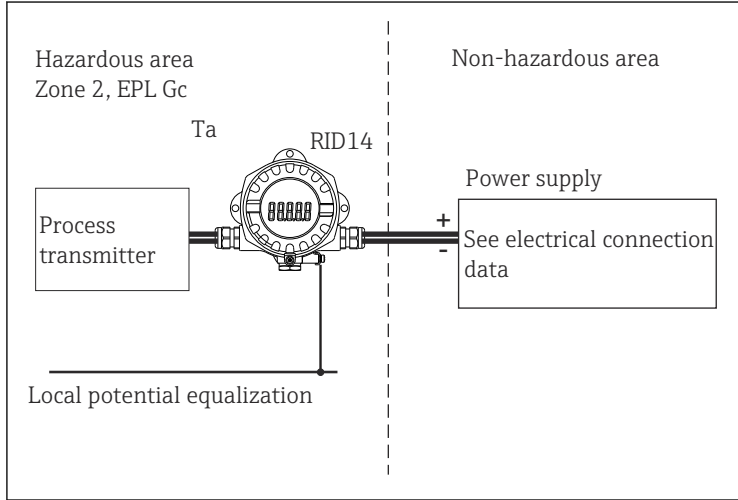 Hazardous area
Zone 2, EPL Gc
Non-hazardous area
Ta
RID14
Process
transmitter
Power supply
+
-
See electrical connection
data
Local potential equalization